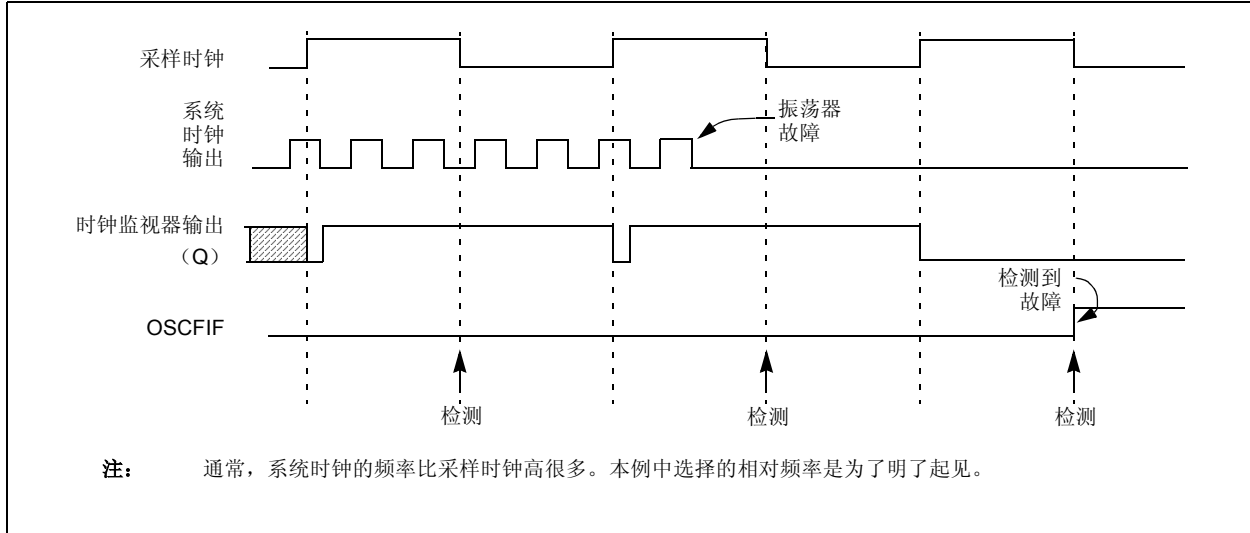 采样时钟
系统
时钟
输出
振荡器
故障
时钟监视器输出
（Q）
检测到
故障
OSCFIF
检测
检测
检测
注： 通常，系统时钟的频率比采样时钟高很多。本例中选择的相对频率是为了明了起见。